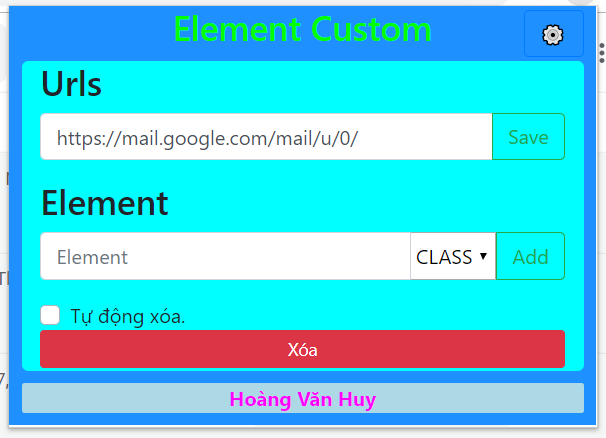 Element Custom
Urls
https://mail.google.com/mail/u/0/
Save
Element
Element
CLASS
Add
Tự động xóa.
Xóa
Hoàng Văn Huy